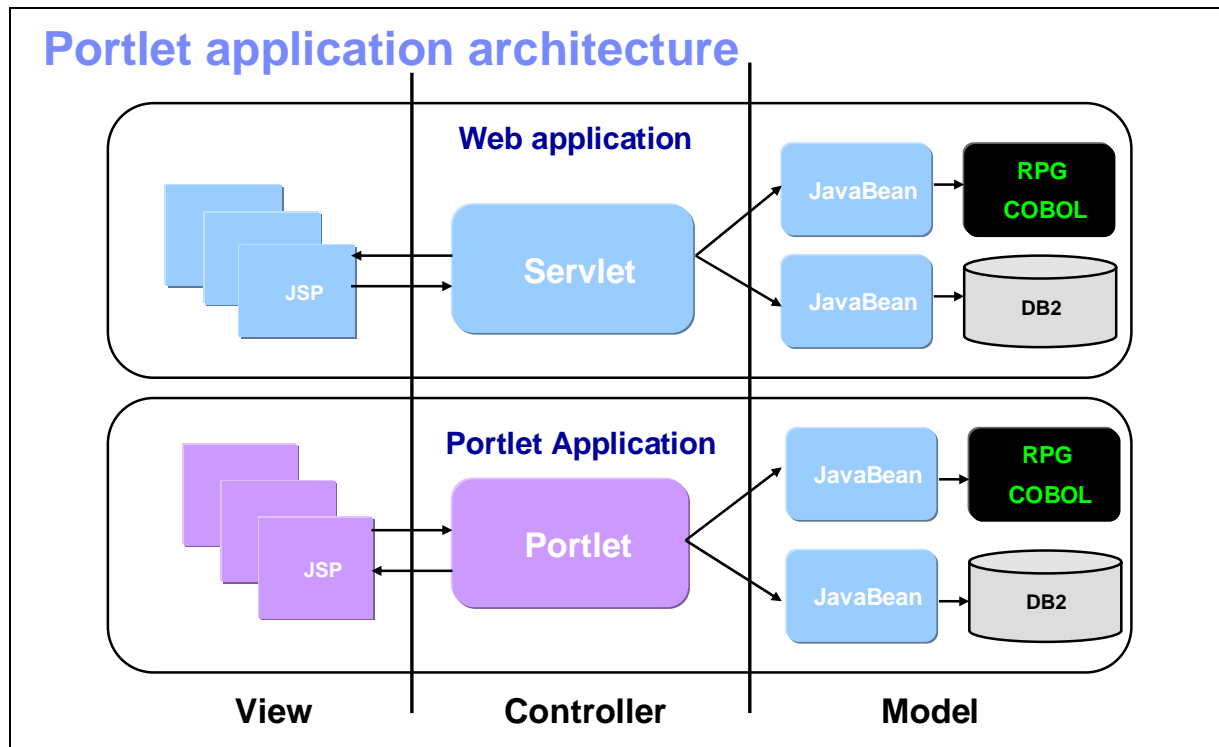 Portlet application architecture
Web application
JSP
Servlet
JavaBean
RPG
COBOL
JavaBean
DB2
Portlet Application
JSP
Portlet
JavaBean
RPG
COBOL
JavaBean
DB2
View
Controller
Model